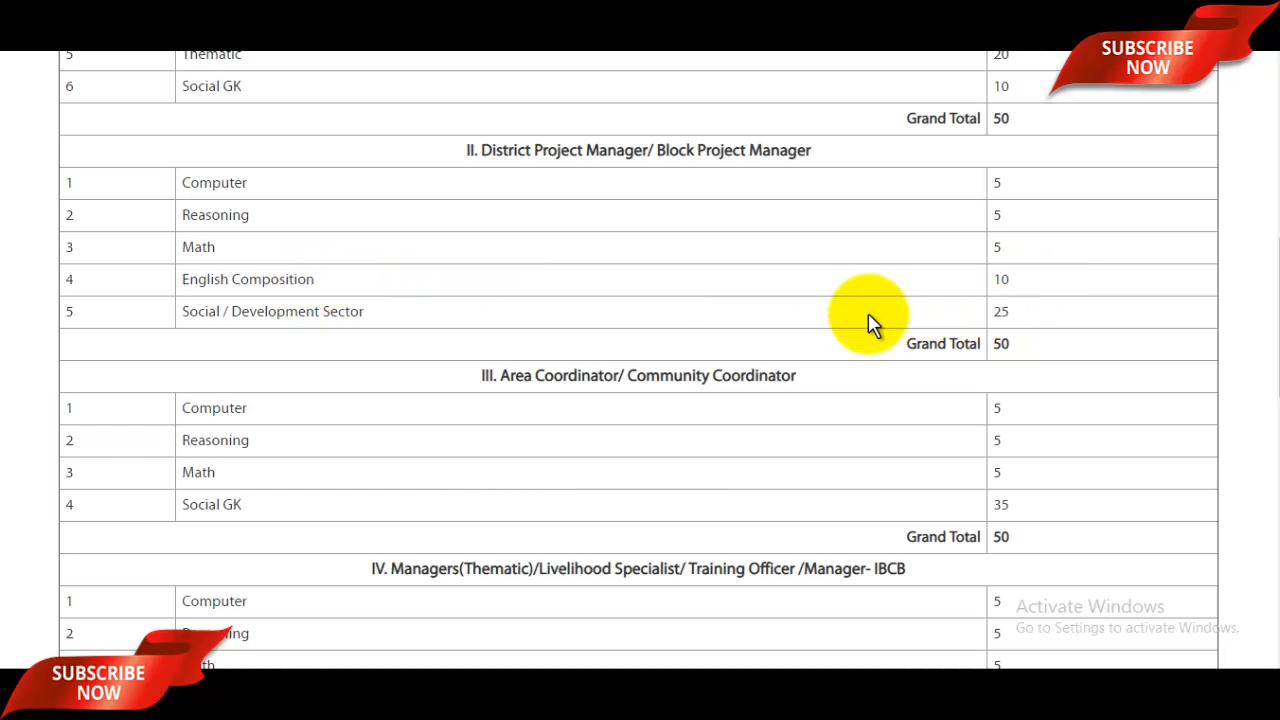 SUBSCRIBE
NOW
5 Thematic 20
6 Social GK 10
Grand Total 50
II. District Project Manager/ Block Project Manager
1 Computer 5
2 Reasoning 5
3 Math 5
4 English Composition 10
5 Social / Development Sector 25
Grand Total 50
III. Area Coordinator/ Community Coordinator
1 Computer 5
2 Reasoning 5
3 Math 5
4 Social GK 35
Grand Total 50
IV. Managers(Thematic)/Livelihood Specialist/ Training Officer /Manager- IBCB
1 Computer 5
Activate Windows
2 5
Go to Settings to activate Windows.
5
SUBSCRIBE
NOW